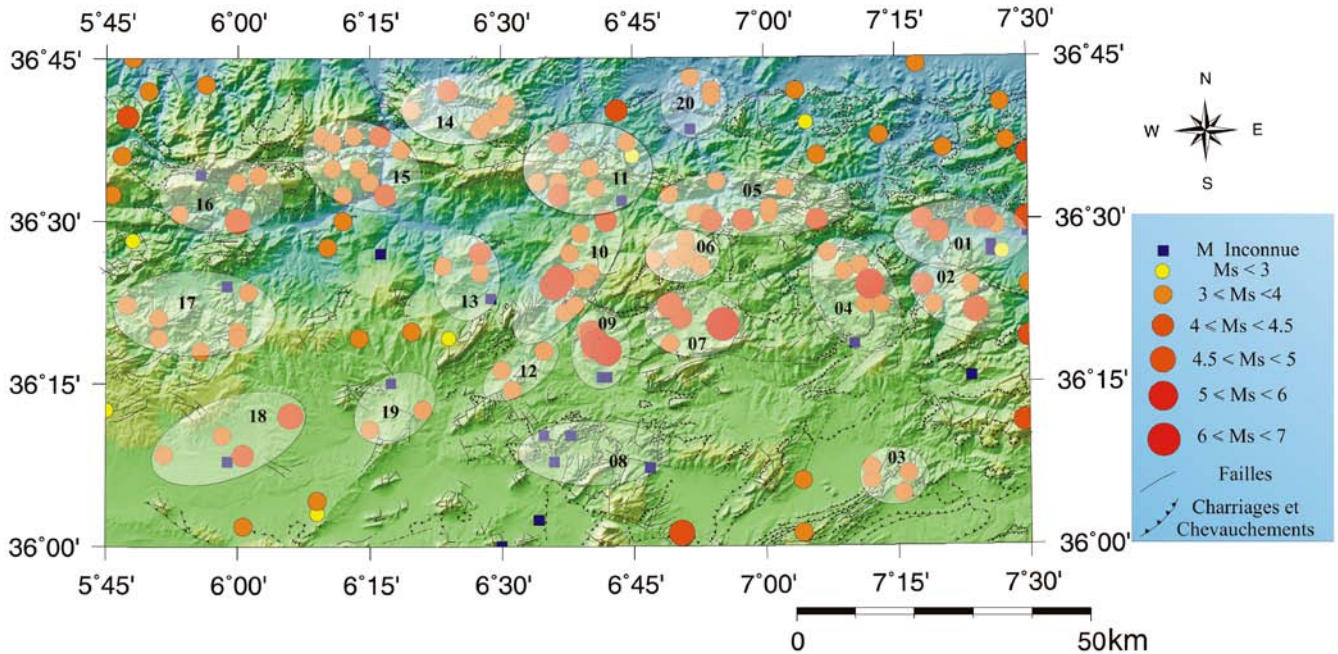 5˚45' 6˚00' 6˚15' 6˚30' 6˚45' 7˚00' 7˚15' 7˚30'
36˚45' 36˚45'
36˚30' 36˚30'
36˚15' 36˚15'
36˚00' 36˚00'
5˚45' 6˚00' 6˚15' 6˚30' 6˚45' 7˚00' 7˚15' 7˚30'
20
14
15
11
16
05
01
10
06
02
13
04
17
09
07
12
18
19
08
03
N
W E
S
M Inconnue
Ms < 3
3 < Ms <4
4 < Ms < 4.5
4.5 < Ms < 5
5 < Ms < 6
6 < Ms < 7
Failles
Charriages et
Chevauchements
0 50km